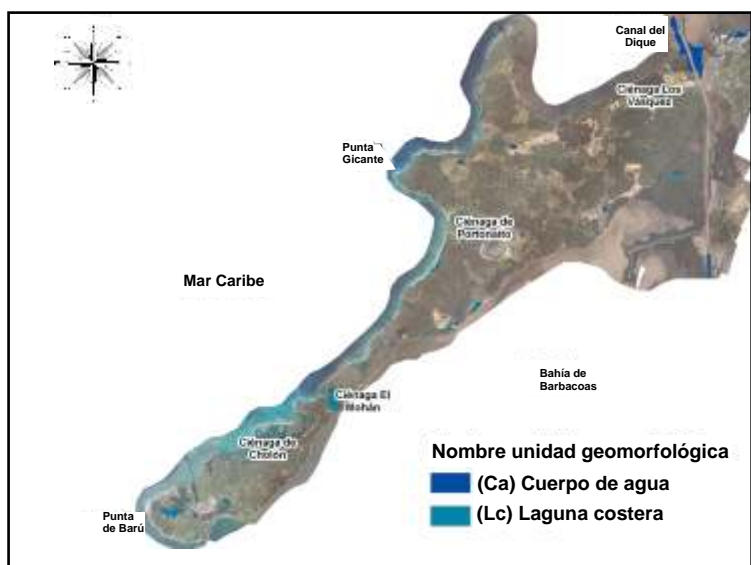 Canal del
Dique
Ciénaga Los
Vásquez
Punta
Gicante
Ciénaga de
Portonaito
Mar Caribe
Bahía de
Barbacoas
Ciénaga El
Mohán
Ciénaga de
Cholón
Nombre unidad geomorfológica
(Ca) Cuerpo de agua
(Lc) Laguna costera
Punta
de Barú